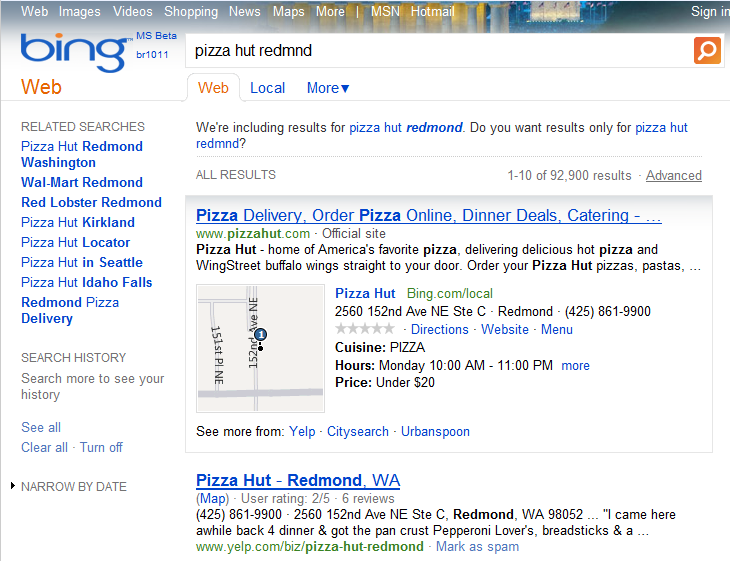 Web Images Videos Shopping News Maps More | MSN Hotmail
Sign in
bing™ MS Beta
br1011
pizza hut redmnd
Web
Web Local More▼
RELATED SEARCHES
Pizza Hut Redmond
Washington
Wal-Mart Redmond
Red Lobster Redmond
Pizza Hut Kirkland
Pizza Hut Locator
Pizza Hut in Seattle
Pizza Hut Idaho Falls
Redmond Pizza
Delivery
SEARCH HISTORY
Search more to see your
history
See all
Clear all · Turn off
NARROW BY DATE
We're including results for pizza hut redmond. Do you want results only for pizza hut
redmnd?
ALL RESULTS
1-10 of 92,900 results · Advanced
Pizza Delivery, Order Pizza Online, Dinner Deals, Catering - …
www.pizzahut.com · Official site
Pizza Hut - home of America's favorite pizza, delivering delicious hot pizza and
WingStreet buffalo wings straight to your door. Order your Pizza Hut pizzas, pastas, ...
151st Pl NE
152nd Ave NE
1
Pizza Hut Bing.com/local
2560 152nd Ave NE Ste C · Redmond · (425) 861-9900
· Directions · Website · Menu
Cuisine: PIZZA
Hours: Monday 10:00 AM - 11:00 PM more
Price: Under $20
See more from: Yelp · Citysearch · Urbanspoon
Pizza Hut - Redmond, WA
(Map) · User rating: 2/5 · 6 reviews
(425) 861-9900 · 2560 152nd Ave NE Ste C, Redmond, WA 98052 ... "I came here
awhile back 4 dinner & got the pan crust Pepperoni Lover's, breadsticks & a ...
www.yelp.com/biz/pizza-hut-redmond · Mark as spam